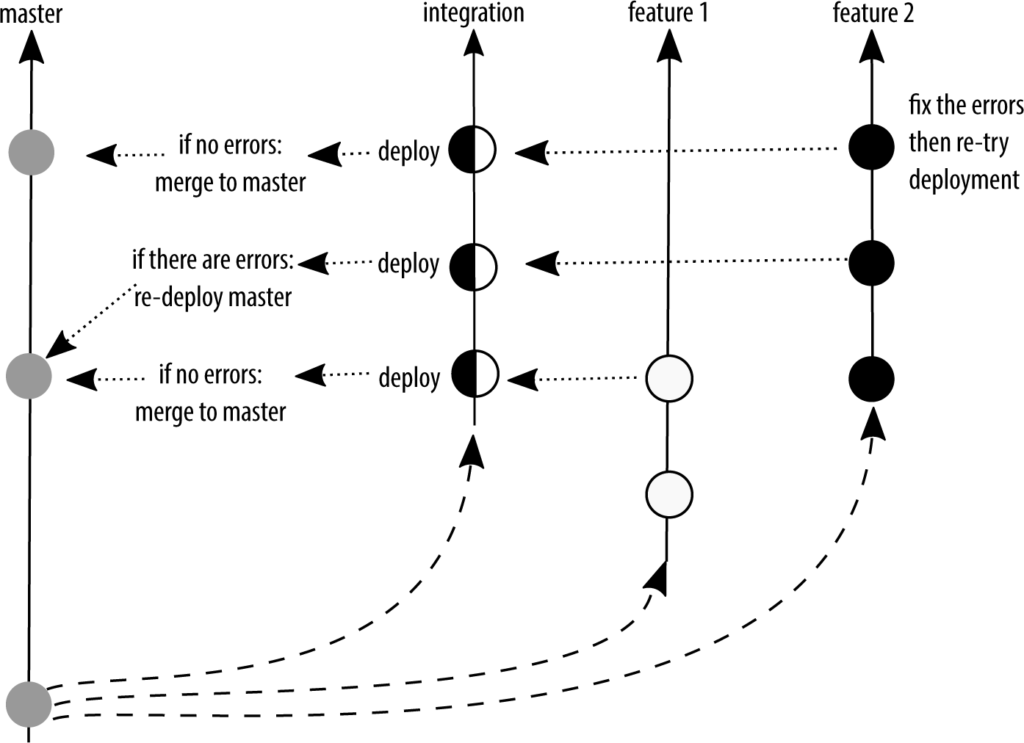 master
integration
feature 1
feature 2
fix the errors
then re-try
deployment
if no errors:
merge to master
deploy
if there are errors:
re-deploy master
deploy
if no errors:
merge to master
deploy